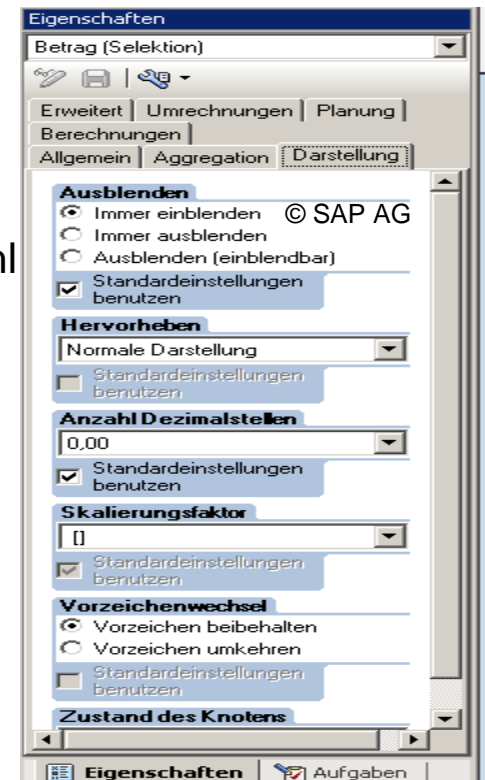 Eigenschaften
Betrag (Selektion)
Erweitert Umrechnungen Planung
Berechnungen
Allgemein Aggregation Darstellung
Ausblenden
Immer einblenden © SAP AG
Immer ausblenden
Ausblenden (einblendbar)
Standardeinstellungen
benutzen
Hervorheben
Normale Darstellung
Standardeinstellungen
benutzen
Anzahl Dezimalstellen
0,00
Standardeinstellungen
benutzen
Skalierungsfaktor
[]
Standardeinstellungen
benutzen
Vorzeichenwechsel
Vorzeichen beibehalten
Vorzeichen umkehren
Standardeinstellungen
benutzen
Zustand des Knotens
Eigenschaften Aufgaben